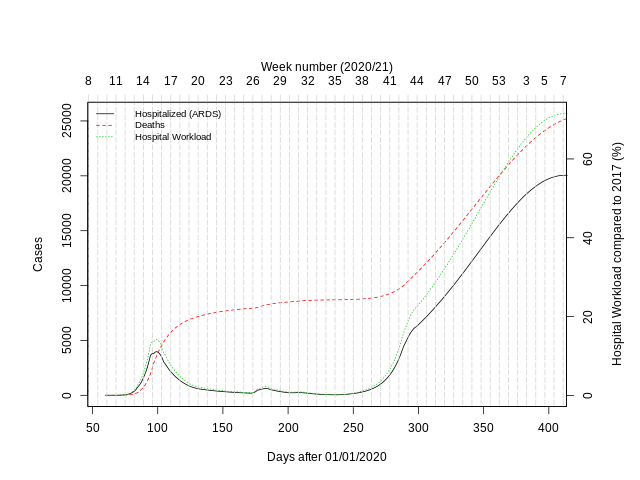 Week number (2020/21)
8 11 14 17 20 23 26 29 32 35 38 41 44 47 50 53 3 5 7
Hospitalized (ARDS)
Deaths
Hospital Workload
Cases
0 5000 10000 15000 20000 25000
Hospital Workload compared to 2017 (%)
0 20 40 60
50 100 150 200 250 300 350 400
Days after 01/01/2020